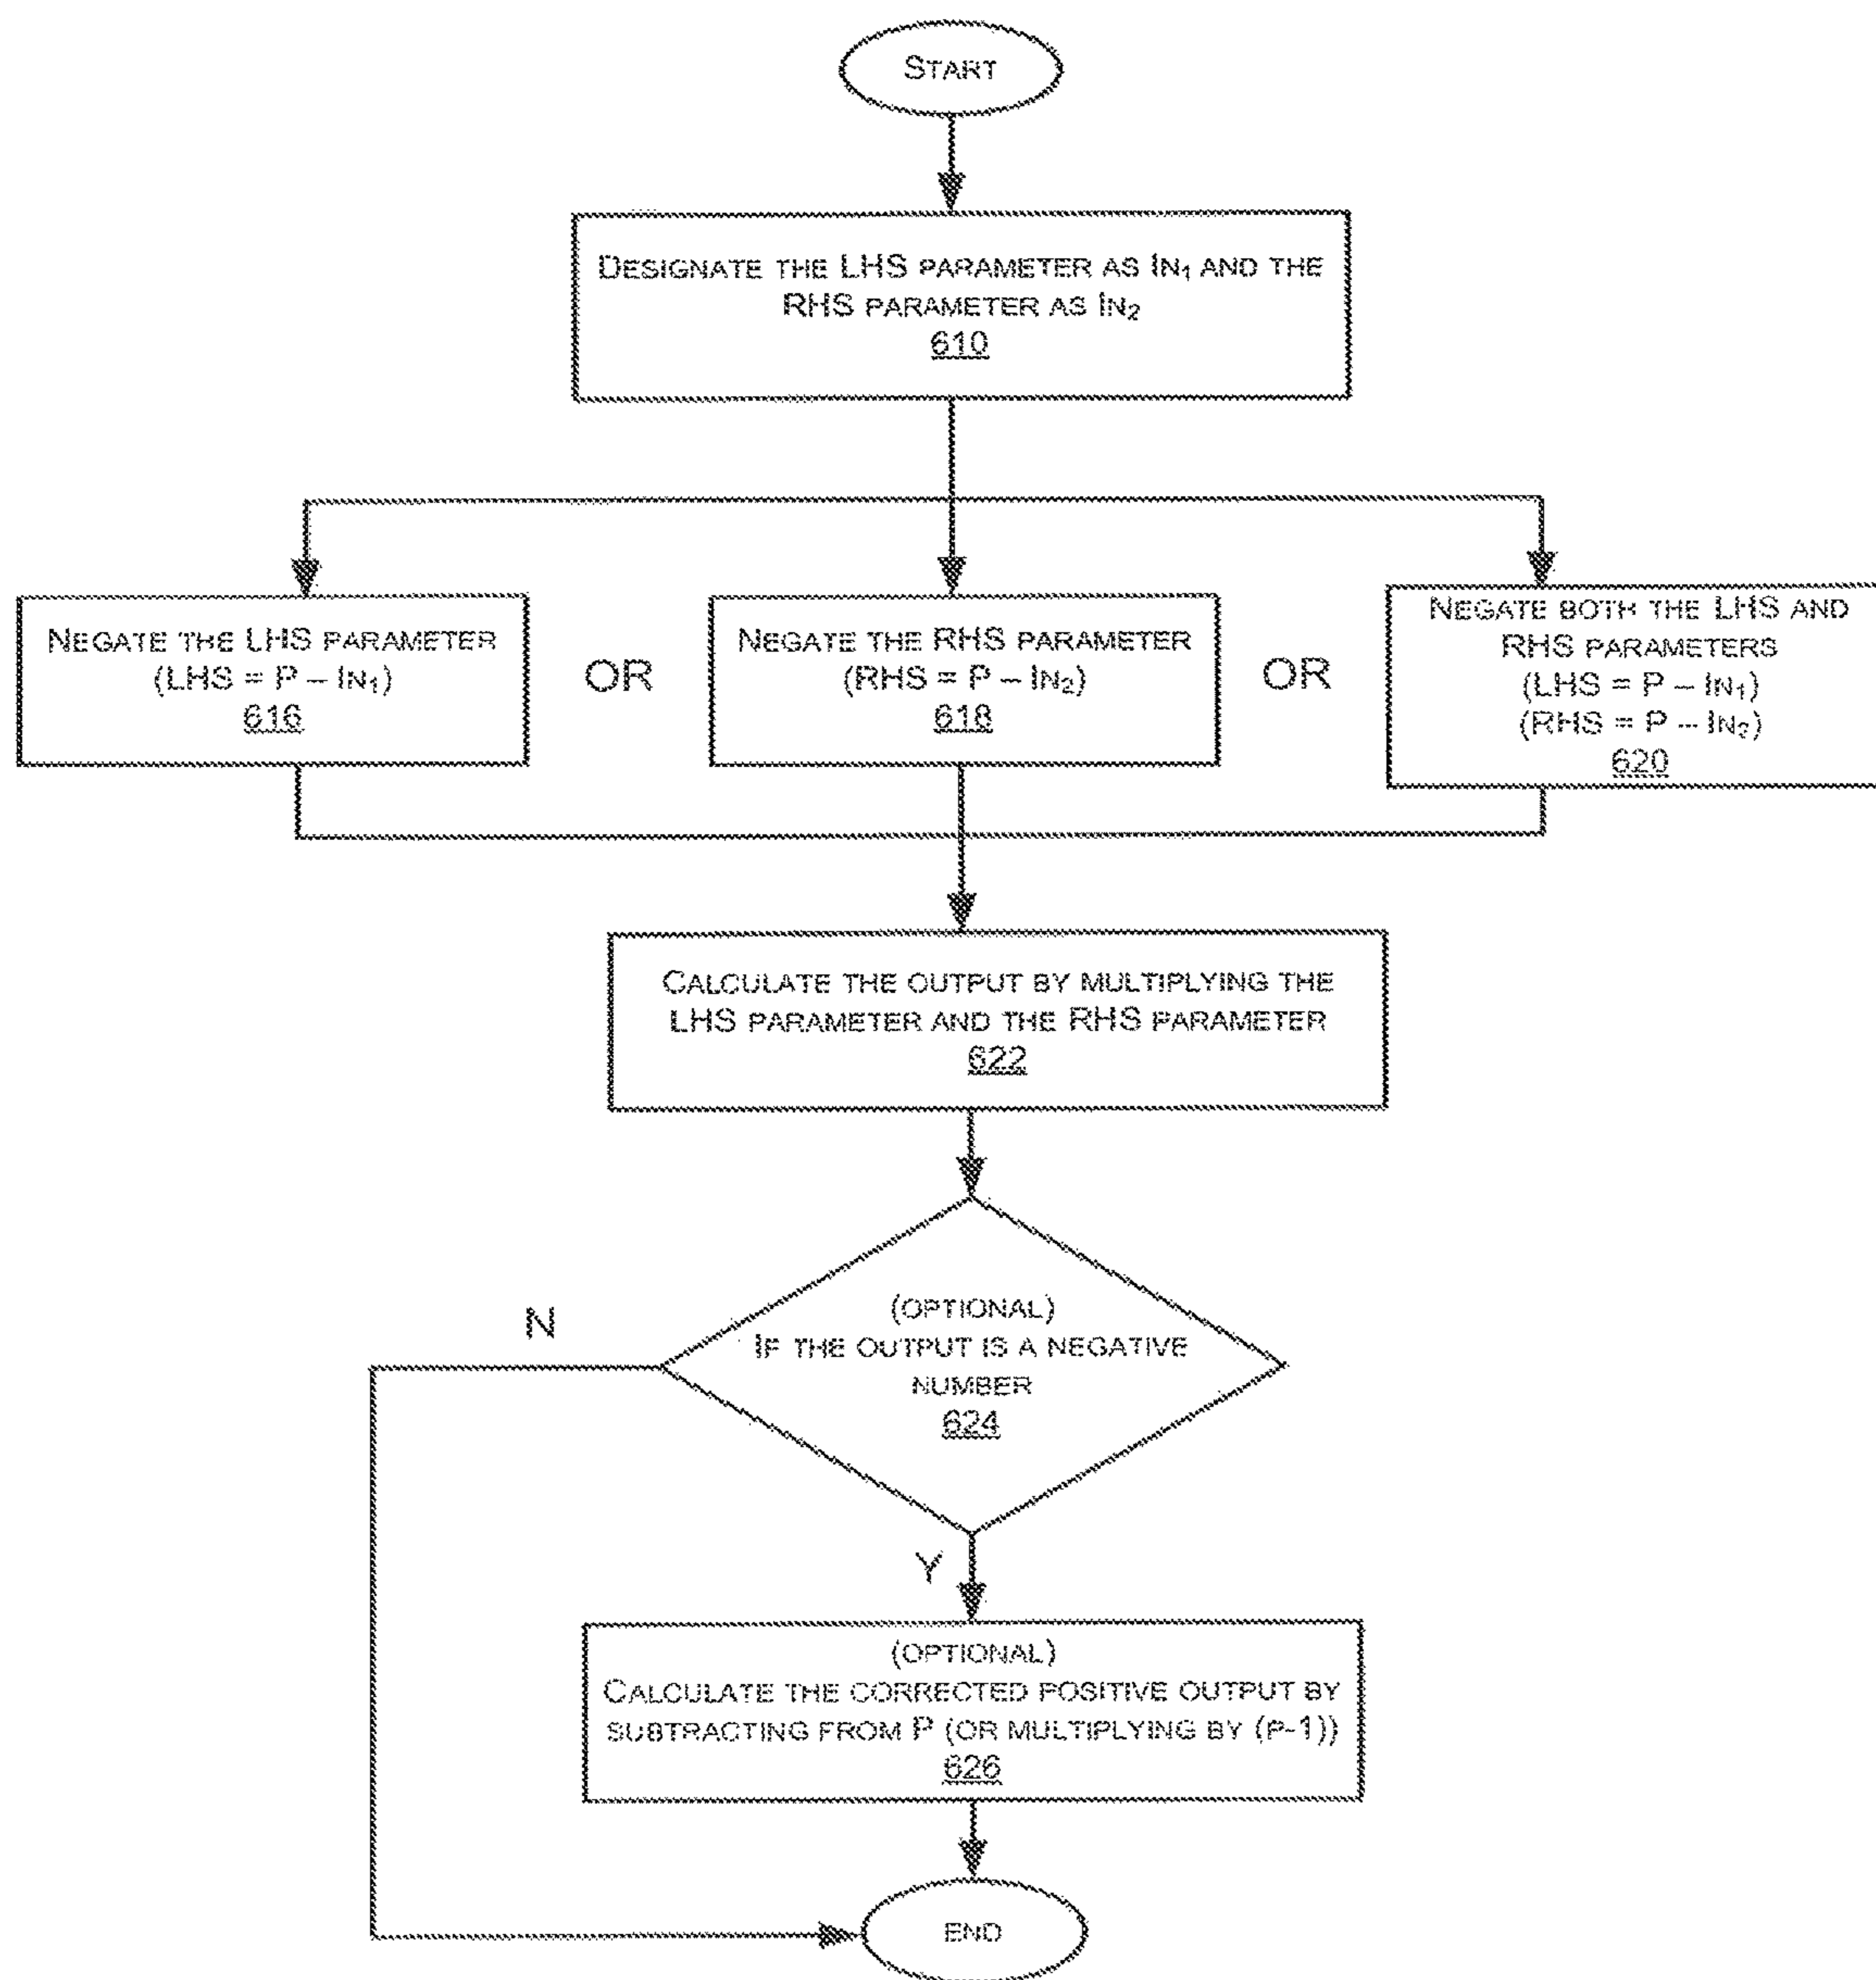 START
DESIGNATE THE LHS PARAMETER AS IN₁ AND THE
RHS PARAMETER AS IN₂
610
NEGATE THE LHS PARAMETER
(LHS = P – IN₁)
616
OR
NEGATE THE RHS PARAMETER
(RHS = P – IN₂)
618
OR
NEGATE BOTH THE LHS AND
RHS PARAMETERS
(LHS = P – IN₁)
(RHS = P – IN₂)
620
CALCULATE THE OUTPUT BY MULTIPLYING THE
LHS PARAMETER AND THE RHS PARAMETER
622
N
(OPTIONAL)
IF THE OUTPUT IS A NEGATIVE
NUMBER
624
Y
(OPTIONAL)
CALCULATE THE CORRECTED POSITIVE OUTPUT BY
SUBTRACTING FROM P (OR MULTIPLYING BY (P-1))
626
END